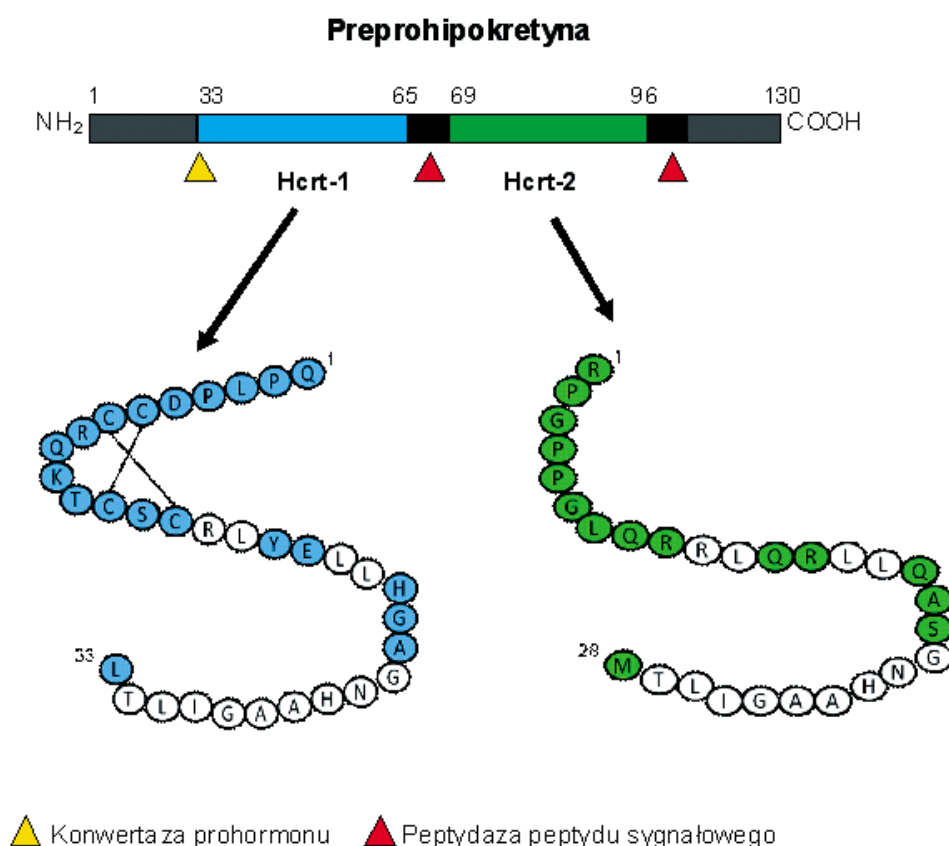 Preprohipokretyna
1 33 65 69 96 130
NH₂ COOH
Hcrt-1 Hcrt-2
Q P L P D C C R Q K T C S C R L Y E L L H G A G N H A A G I L T L
1
33
R P G P P G L Q R R L Q R L L Q A S G N H A A G I L T M
1
28
Konwertaza prohormonu Peptydaza peptydu sygnałowego